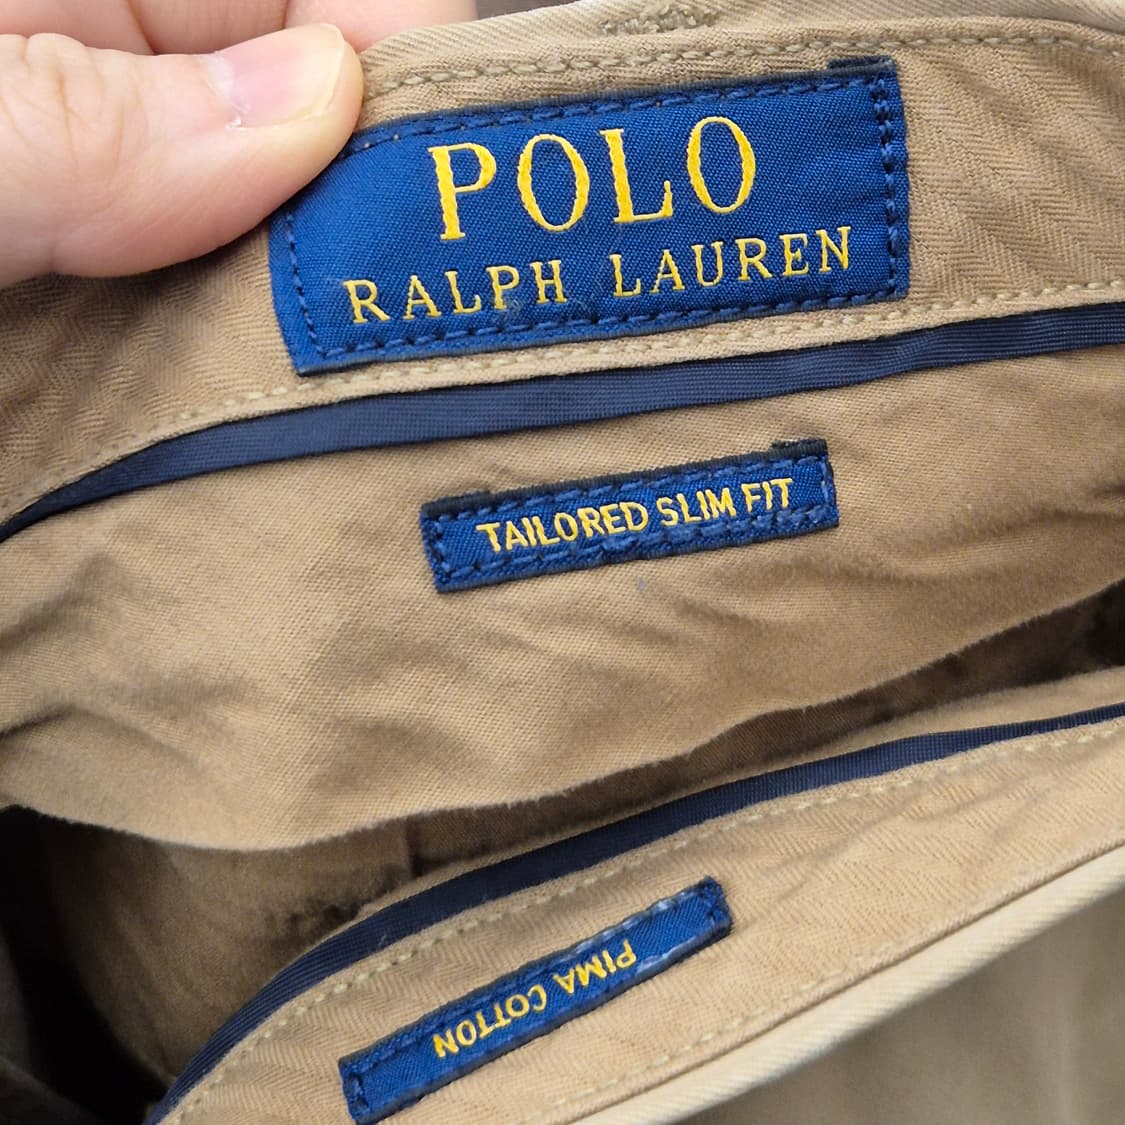 POLO
RALPH LAUREN
TAILORED SLIM FIT
PIMA COTTON